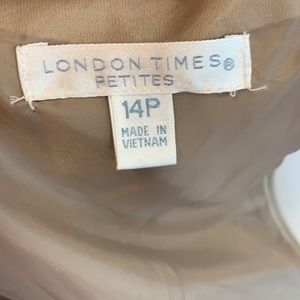 LONDON TIMES®
PETITES
14P
MADE IN
VIETNAM